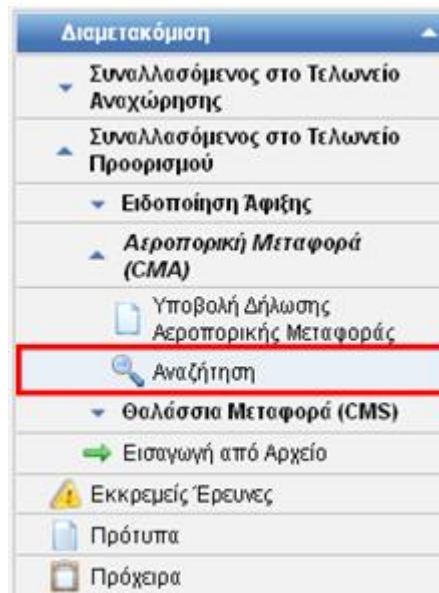 Διαμετακόμιση
Συναλλασόμενος στο Τελωνείο
Αναχώρησης
Συναλλασόμενος στο Τελωνείο
Προορισμού
Ειδοποίηση Άφιξης
Αεροπορική Μεταφορά
(CMA)
Υποβολή Δήλωσης
Αεροπορικής Μεταφοράς
Αναζήτηση
Θαλάσσια Μεταφορά (CMS)
Εισαγωγή από Αρχείο
Εκκρεμείς Έρευνες
Πρότυπα
Πρόχειρα